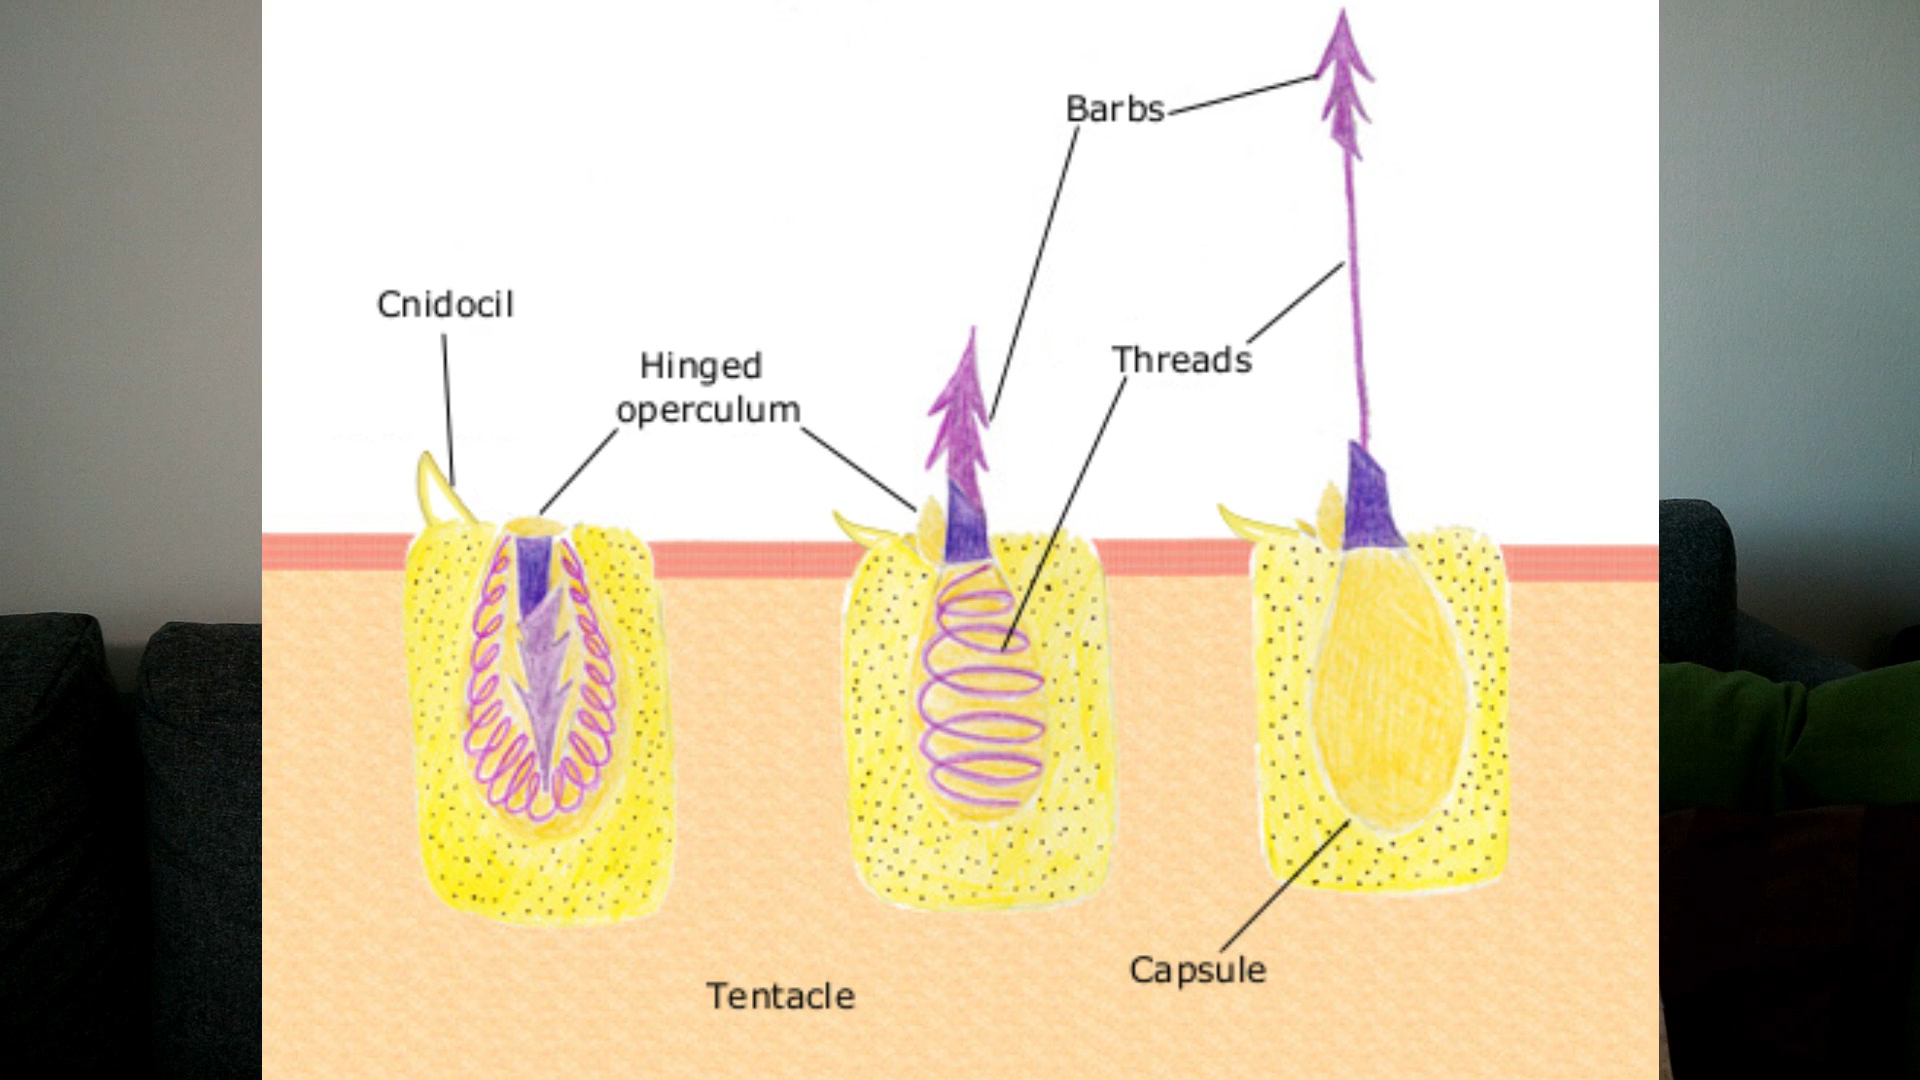 Barbs
Cnidocil
Hinged
operculum
Threads
Capsule
Tentacle